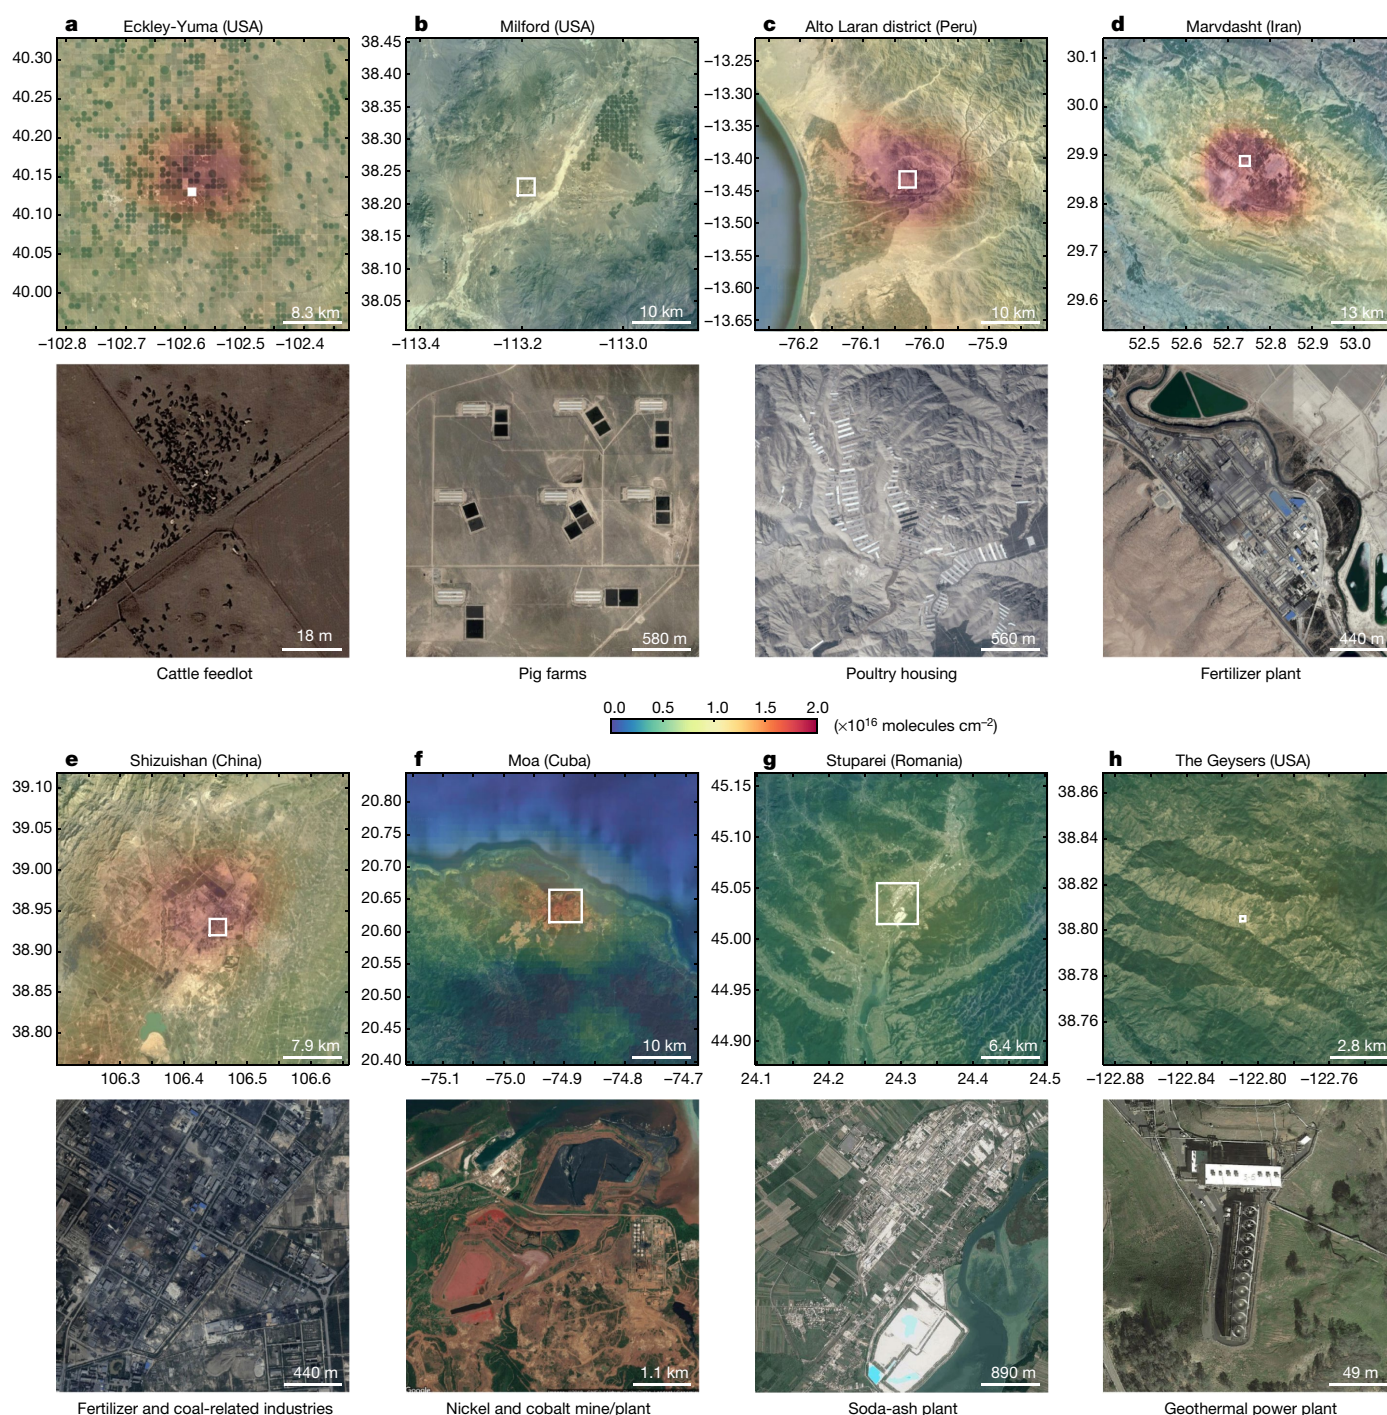 a b c d
Eckley-Yuma (USA) Milford (USA) Alto Laran district (Peru) Marvdasht (Iran)
40.30
40.25
40.20
40.15
40.10
40.05
40.00
8.3 km
−102.8 −102.7 −102.6 −102.5 −102.4
38.45
38.40
38.35
38.30
38.25
38.20
38.15
38.10
38.05
10 km
−113.4 −113.2 −113.0
−13.25
−13.30
−13.35
−13.40
−13.45
−13.50
−13.55
−13.60
−13.65
10 km
−76.2 −76.1 −76.0 −75.9
30.1
30.0
29.9
29.8
29.7
29.6
13 km
52.5 52.6 52.7 52.8 52.9 53.0
18 m 580 m 560 m 440 m
Cattle feedlot Pig farms Poultry housing Fertilizer plant
0.0 0.5 1.0 1.5 2.0
(×10¹⁶ molecules cm⁻²)
e f g h
Shizuishan (China) Moa (Cuba) Stuparei (Romania) The Geysers (USA)
39.10
39.05
39.00
38.95
38.90
38.85
38.80
7.9 km
106.3 106.4 106.5 106.6
20.80
20.75
20.70
20.65
20.60
20.55
20.50
20.45
20.40
10 km
−75.1 −75.0 −74.9 −74.8 −74.7
45.15
45.10
45.05
45.00
44.95
44.90
6.4 km
24.1 24.2 24.3 24.4 24.5
38.86
38.84
38.82
38.80
38.78
38.76
2.8 km
−122.88 −122.84 −122.80 −122.76
440 m 1.1 km 890 m 49 m
Google
Fertilizer and coal-related industries Nickel and cobalt mine/plant Soda-ash plant Geothermal power plant